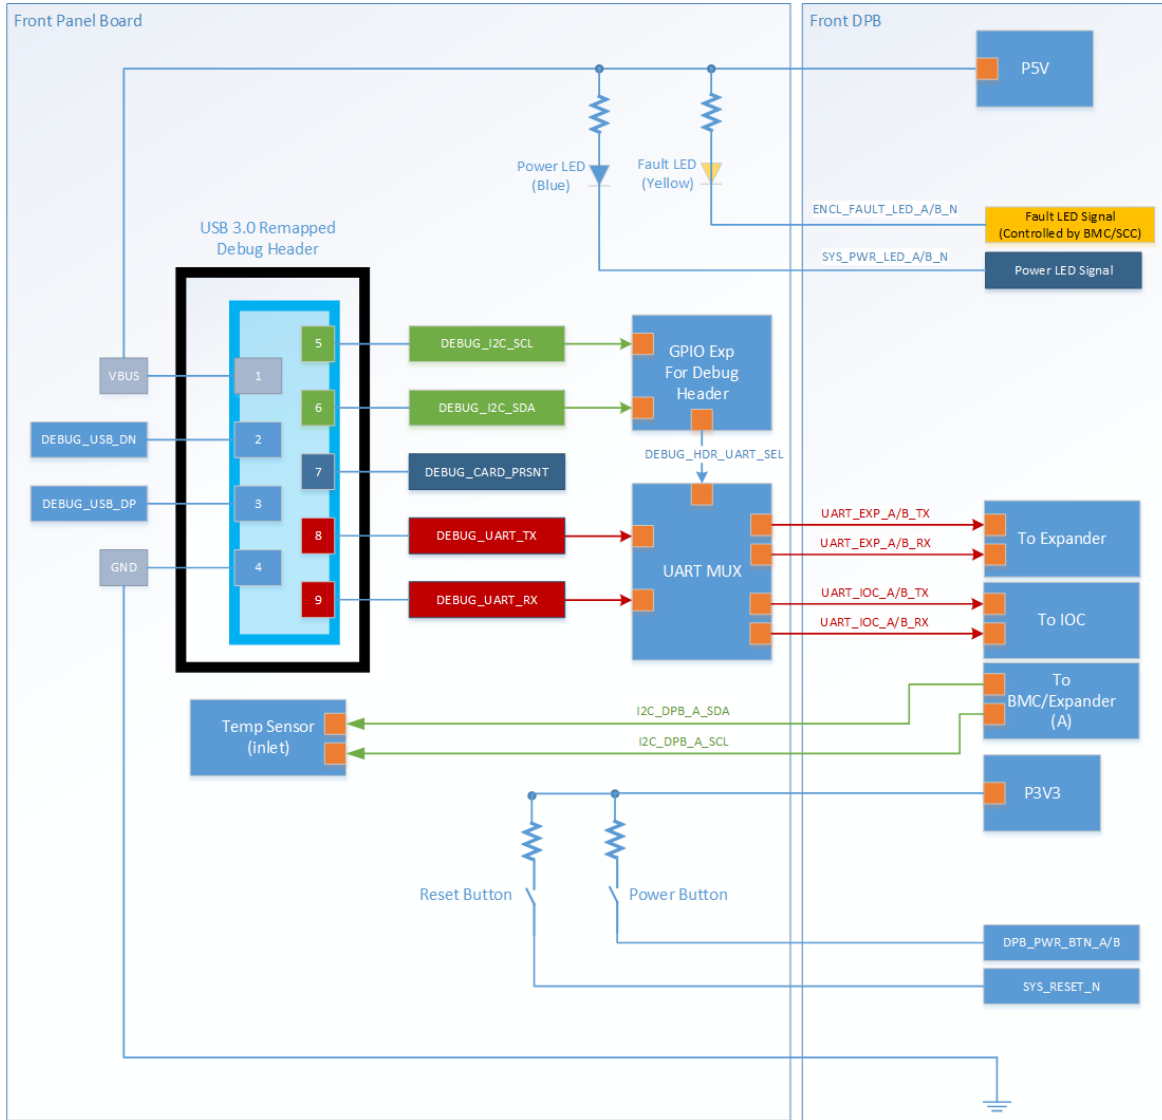 Front Panel Board
Front DPB
P5V
Power LED
(Blue)
Fault LED
(Yellow)
ENCL_FAULT_LED_A/B_N
Fault LED Signal
(Controlled by BMC/SCC)
SYS_PWR_LED_A/B_N
Power LED Signal
USB 3.0 Remapped
Debug Header
VBUS
1
DEBUG_USB_DN
2
DEBUG_USB_DP
3
GND
4
5
DEBUG_I2C_SCL
6
DEBUG_I2C_SDA
7
DEBUG_CARD_PRSNT
8
DEBUG_UART_TX
9
DEBUG_UART_RX
GPIO Exp
For Debug
Header
DEBUG_HDR_UART_SEL
UART MUX
UART_EXP_A/B_TX
UART_EXP_A/B_RX
To Expander
UART_IOC_A/B_TX
UART_IOC_A/B_RX
To IOC
To
BMC/Expander
(A)
I2C_DPB_A_SDA
I2C_DPB_A_SCL
Temp Sensor
(inlet)
P3V3
Reset Button
Power Button
DPB_PWR_BTN_A/B
SYS_RESET_N